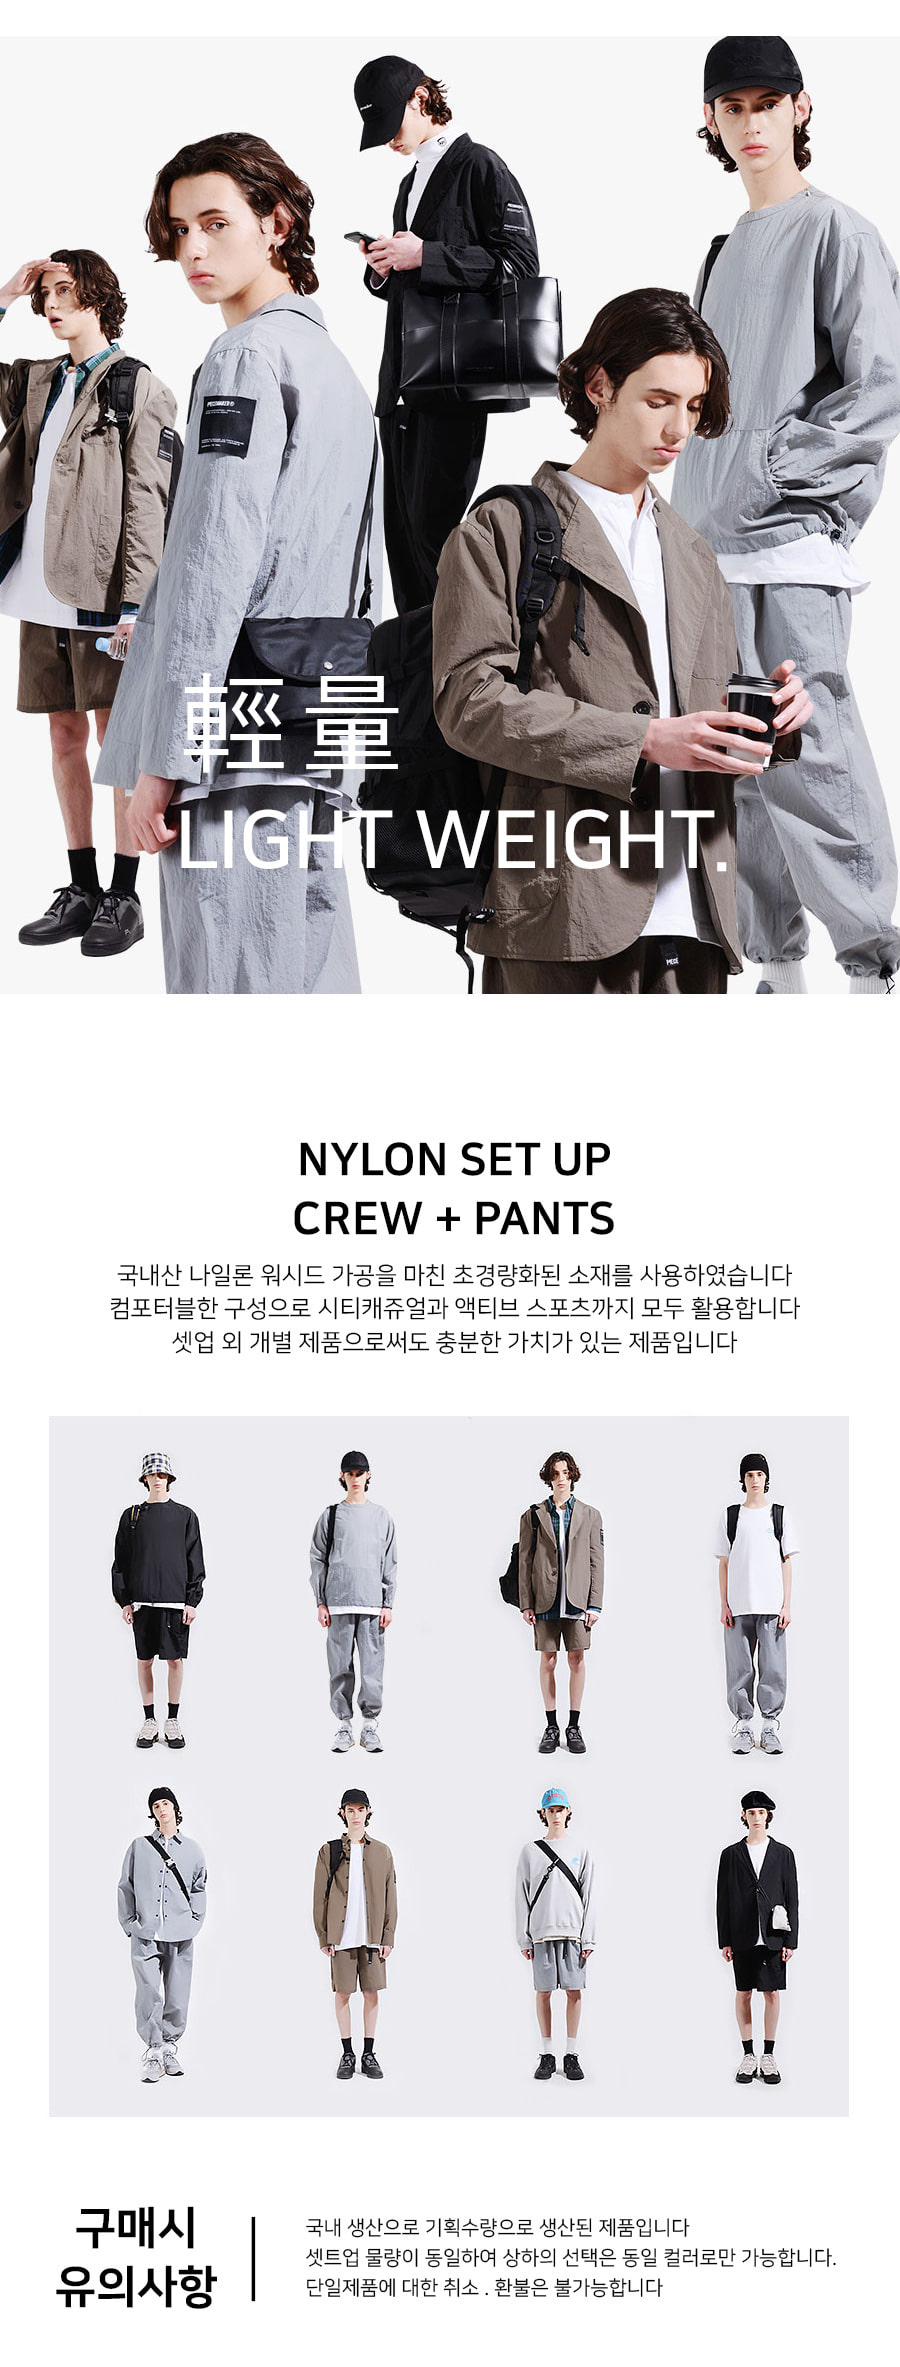 輕量
LIGHT WEIGHT.
NYLON SET UP
CREW + PANTS
국내산 나일론 워시드 가공을 마친 초경량화된 소재를 사용하였습니다
컴포터블한 구성으로 시티캐쥬얼과 액티브 스포츠까지 모두 활용합니다
셋업 외 개별 제품으로써도 충분한 가치가 있는 제품입니다
구매시
유의사항
국내 생산으로 기획수량으로 생산된 제품입니다
셋트업 물량이 동일하여 상하의 선택은 동일 컬러로만 가능합니다.
단일제품에 대한 취소 . 환불은 불가능합니다